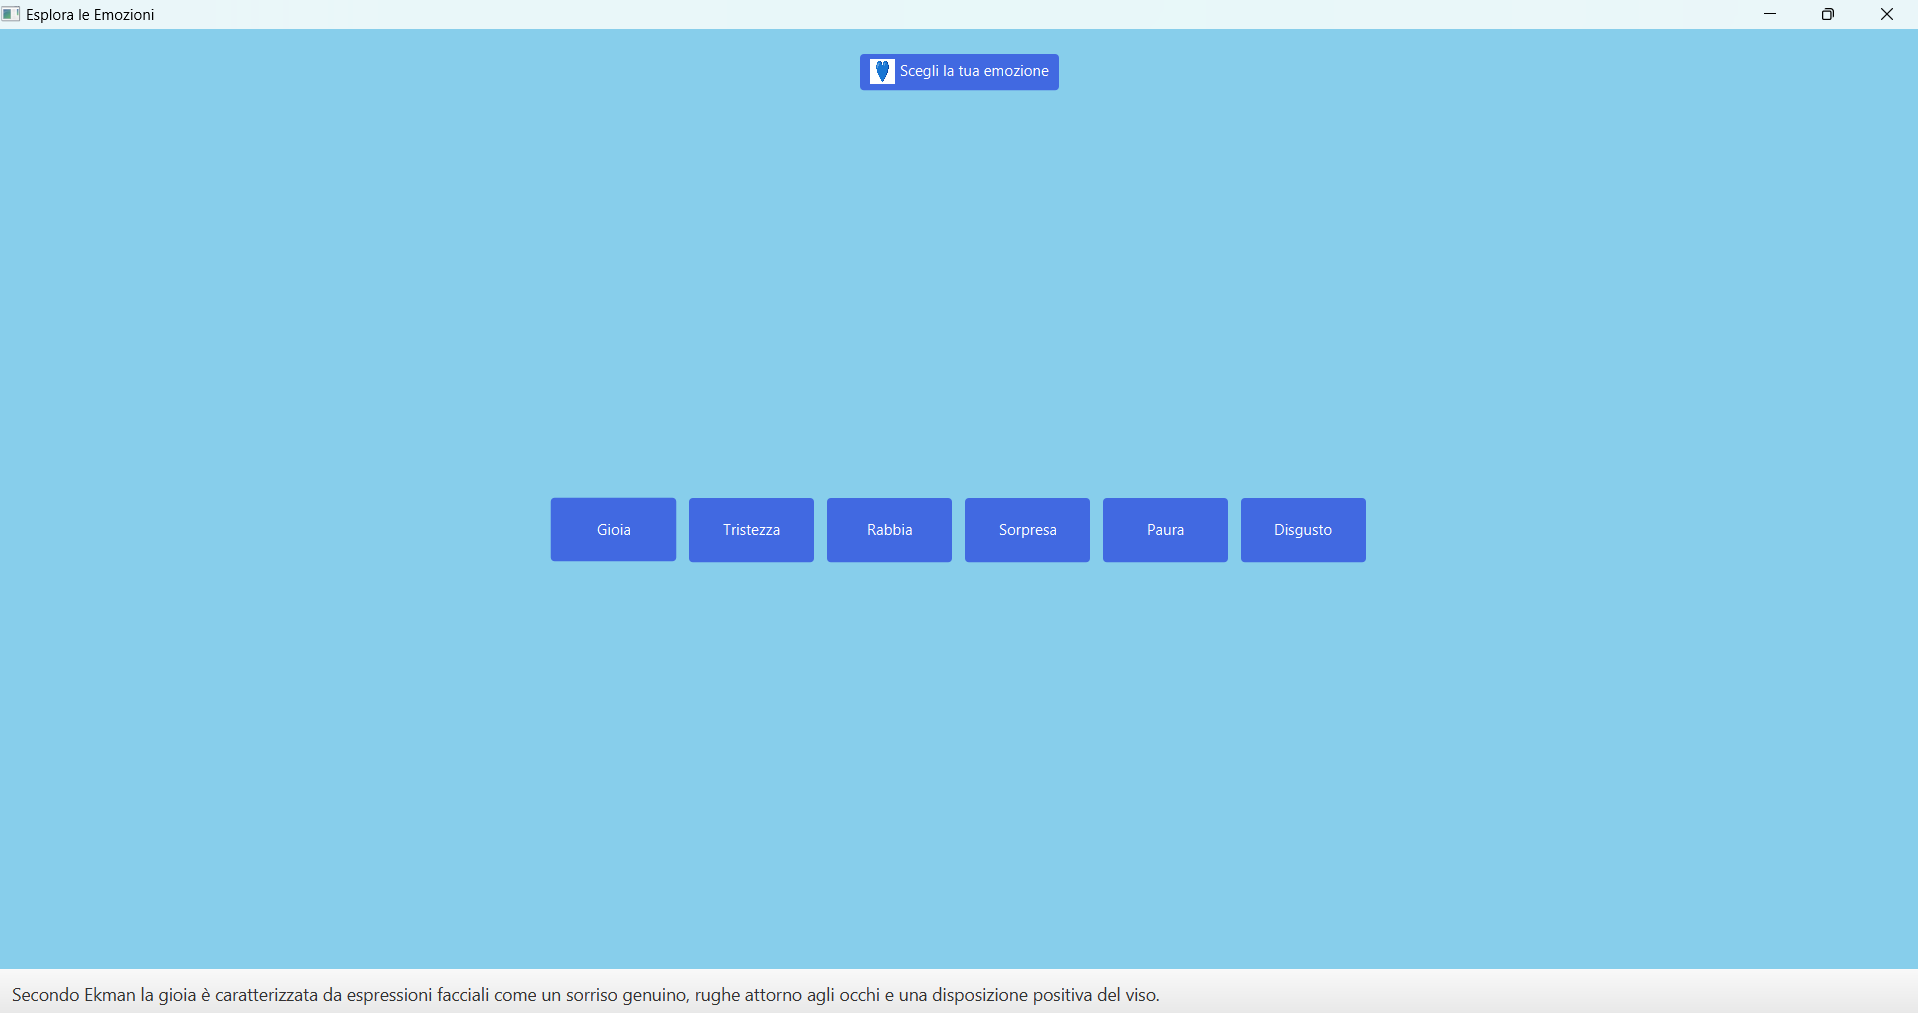 Esplora le Emozioni
Scegli la tua emozione
Gioia Tristezza Rabbia Sorpresa Paura Disgusto
Secondo Ekman la gioia è caratterizzata da espressioni facciali come un sorriso genuino, rughe attorno agli occhi e una disposizione positiva del viso.